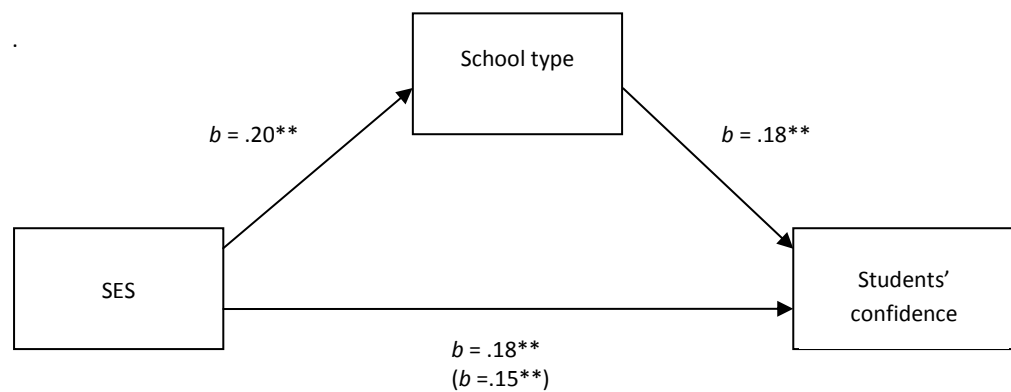 .
School type
b = .20**
b = .18**
SES
Students’
confidence
b = .18**
(b =.15**)